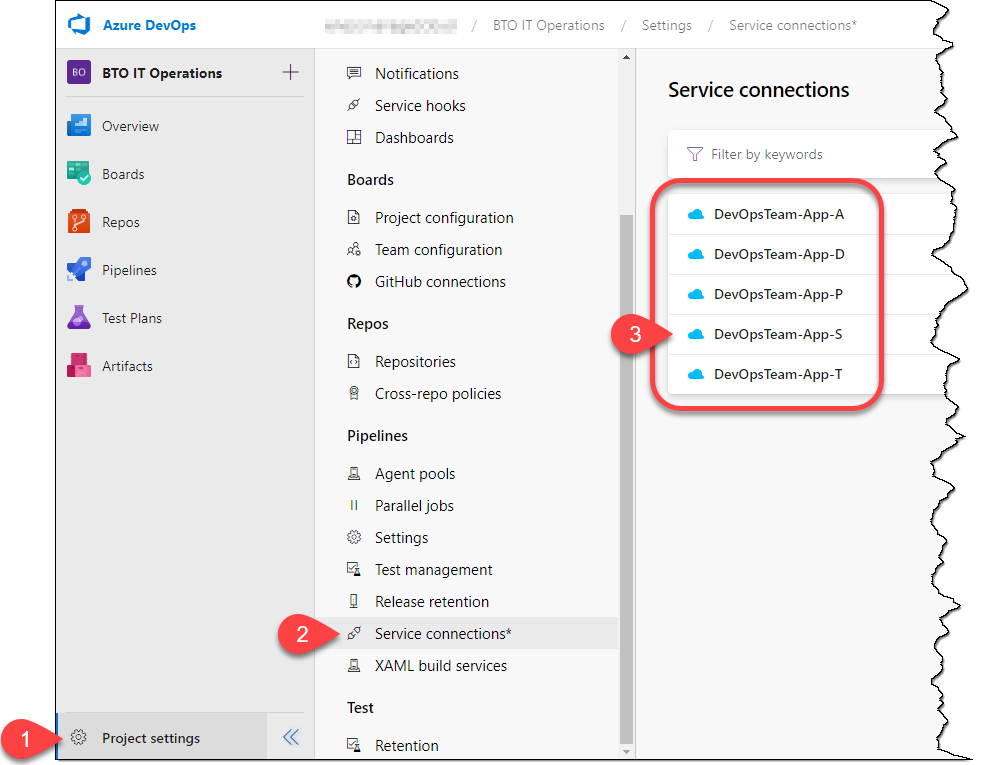 Azure DevOps
/ BTO IT Operations / Settings / Service connections*
BO BTO IT Operations
Overview
Boards
Repos
Pipelines
Test Plans
Artifacts
1 Project settings
Notifications
Service hooks
Dashboards
Boards
Project configuration
Team configuration
GitHub connections
Repos
Repositories
Cross-repo policies
Pipelines
Agent pools
Parallel jobs
Settings
Test management
Release retention
2 Service connections*
XAML build services
Test
Retention
Service connections
Filter by keywords
DevOpsTeam-App-A
DevOpsTeam-App-D
DevOpsTeam-App-P
3 DevOpsTeam-App-S
DevOpsTeam-App-T